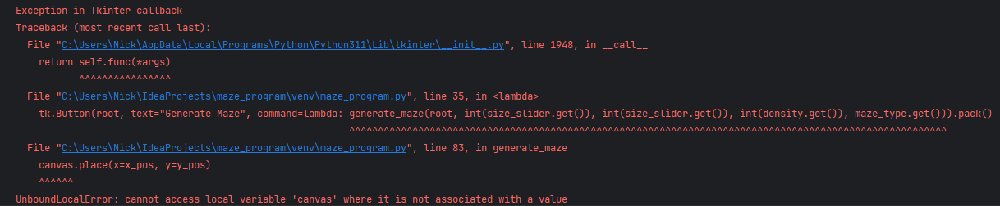 Exception in Tkinter callback
Traceback (most recent call last):
  File "C:\Users\Nick\AppData\Local\Programs\Python\Python311\Lib\tkinter\__init__.py", line 1948, in __call__
    return self.func(*args)
           ^^^^^^^^^^^^^^^^
  File "C:\Users\Nick\IdeaProjects\maze_program\venv\maze_program.py", line 35, in <lambda>
    tk.Button(root, text="Generate Maze", command=lambda: generate_maze(root, int(size_slider.get()), int(size_slider.get()), int(density.get()), maze_type.get())).pack()
                                                          ^^^^^^^^^^^^^^^^^^^^^^^^^^^^^^^^^^^^^^^^^^^^^^^^^^^^^^^^^^^^^^^^^^^^^^^^^^^^^^^^^^^^^^^^^^^^^^^^^^^^^^^^
  File "C:\Users\Nick\IdeaProjects\maze_program\venv\maze_program.py", line 83, in generate_maze
    canvas.place(x=x_pos, y=y_pos)
    ^^^^^^
UnboundLocalError: cannot access local variable 'canvas' where it is not associated with a value